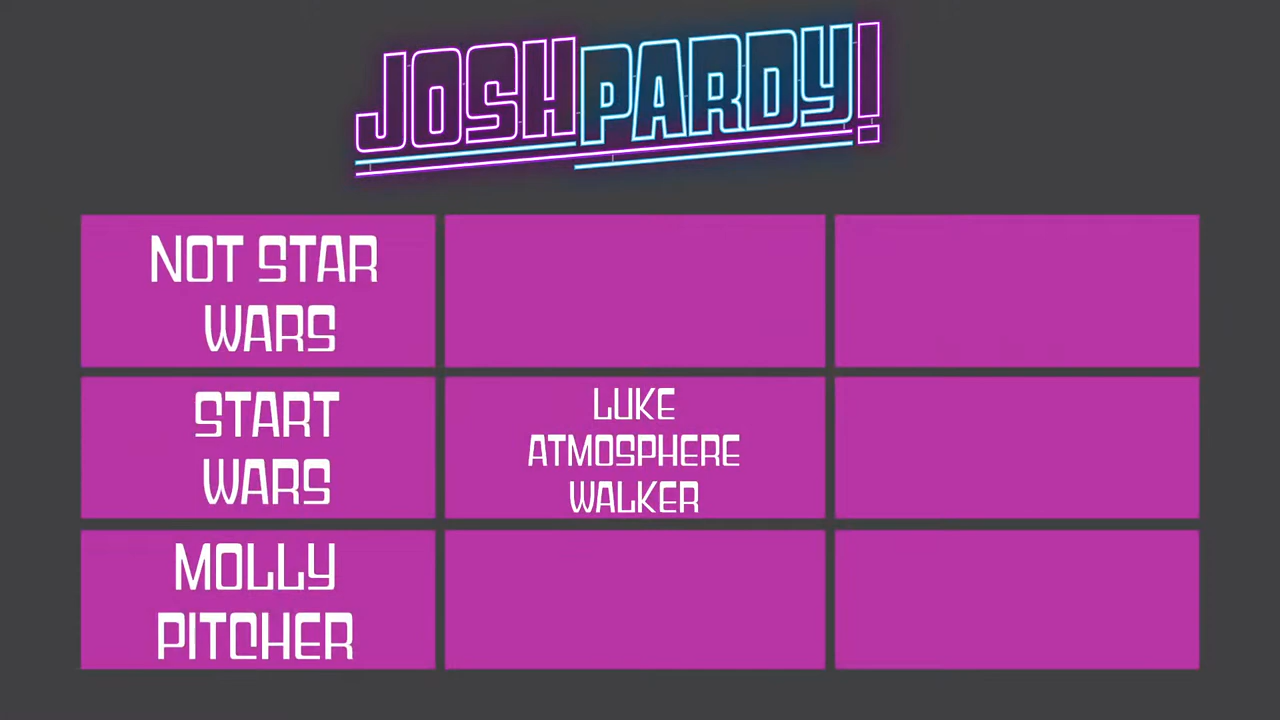 JOSHPARDY!
NOT STAR
WARS
START
WARS
LUKE
ATMOSPHERE
WALKER
MOLLY
PITCHER